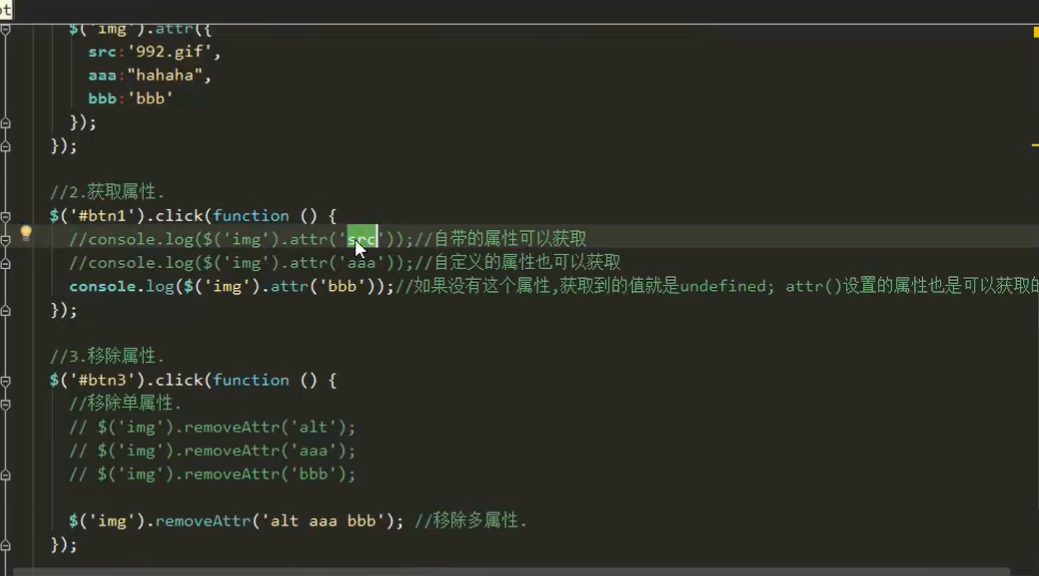 ot
$('img').attr({
src:'992.gif',
aaa:"hahaha",
bbb:'bbb'
});
});
//2.获取属性.
$('#btn1').click(function () {
//console.log($('img').attr('src'));//自带的属性可以获取
//console.log($('img').attr('aaa'));//自定义的属性也可以获取
console.log($('img').attr('bbb'));//如果没有这个属性,获取到的值就是undefined; attr()设置的属性也是可以获取的
});
//3.移除属性.
$('#btn3').click(function () {
//移除单属性.
// $('img').removeAttr('alt');
// $('img').removeAttr('aaa');
// $('img').removeAttr('bbb');
$('img').removeAttr('alt aaa bbb'); //移除多属性.
});